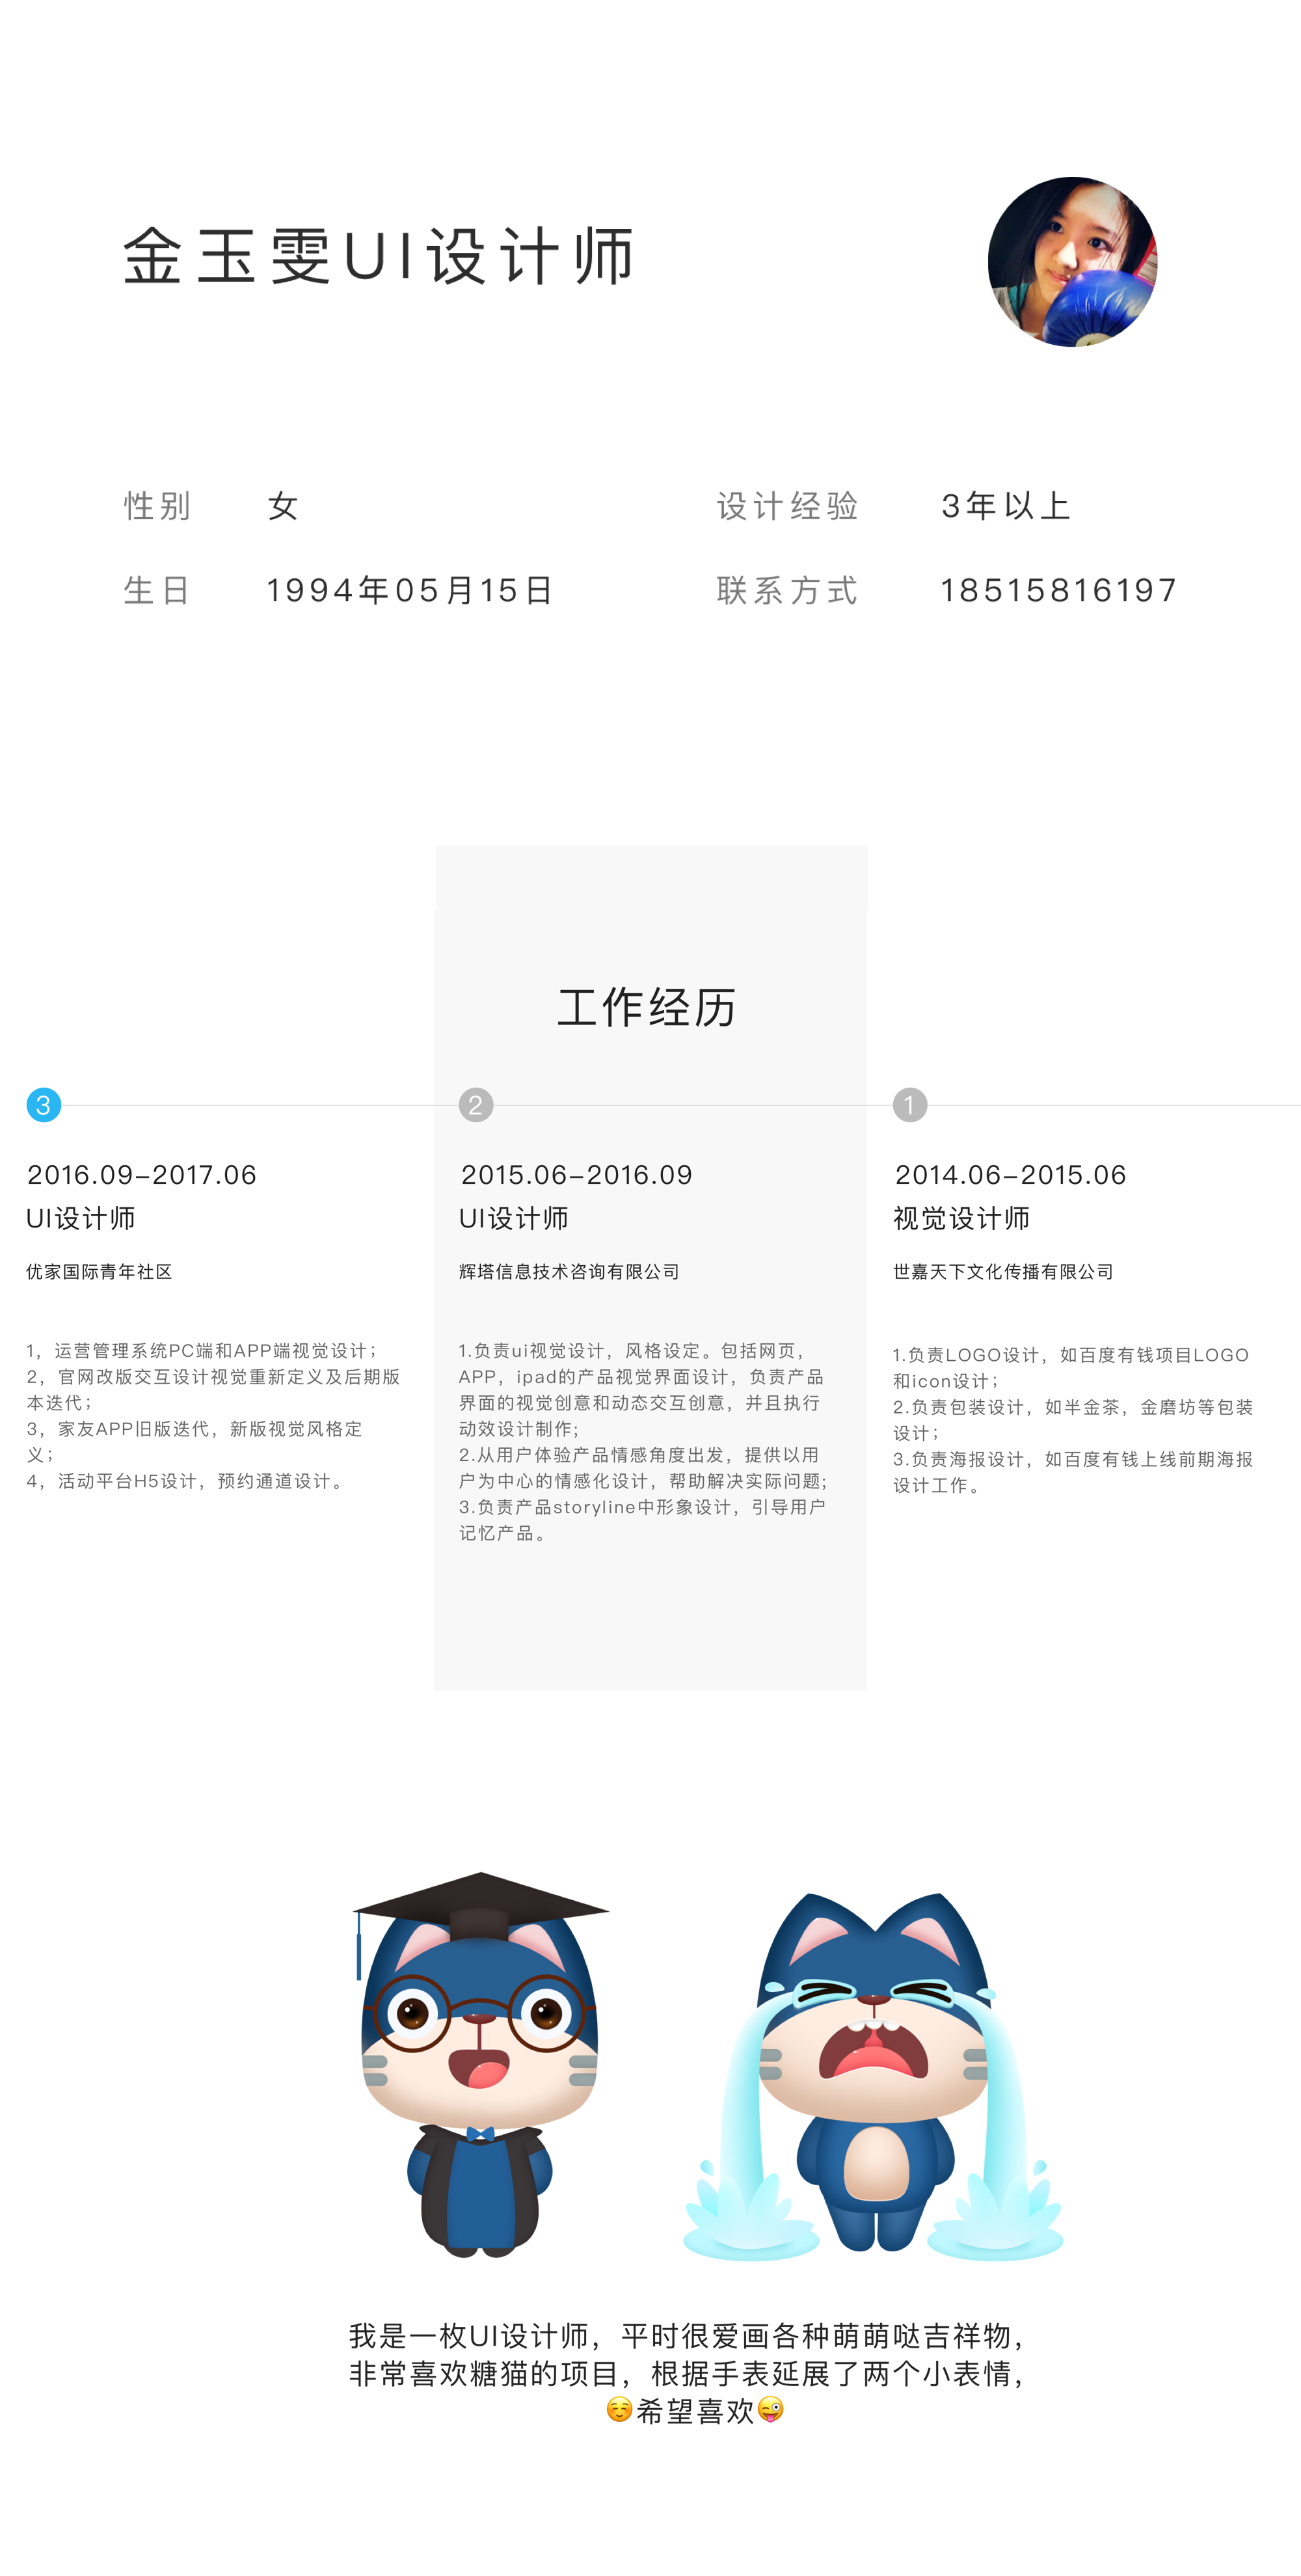 金玉雯UI设计师
性别 女 设计经验 3年以上
生日 1994年05月15日 联系方式 18515816197
工作经历
3
2016.09-2017.06
UI设计师
优家国际青年社区
1，运营管理系统PC端和APP端视觉设计；
2，官网改版交互设计视觉重新定义及后期版
本迭代；
3，家友APP旧版迭代，新版视觉风格定
义；
4，活动平台H5设计，预约通道设计。
2
2015.06-2016.09
UI设计师
辉塔信息技术咨询有限公司
1.负责ui视觉设计，风格设定。包括网页，
APP，ipad的产品视觉界面设计，负责产品
界面的视觉创意和动态交互创意，并且执行
动效设计制作；
2.从用户体验产品情感角度出发，提供以用
户为中心的情感化设计，帮助解决实际问题；
3.负责产品storyline中形象设计，引导用户
记忆产品。
1
2014.06-2015.06
视觉设计师
世嘉天下文化传播有限公司
1.负责LOGO设计，如百度有钱项目LOGO
和icon设计；
2.负责包装设计，如半金茶，金磨坊等包装
设计；
3.负责海报设计，如百度有钱上线前期海报
设计工作。
我是一枚UI设计师，平时很爱画各种萌萌哒吉祥物，
非常喜欢糖猫的项目，根据手表延展了两个小表情，
☺️希望喜欢😜